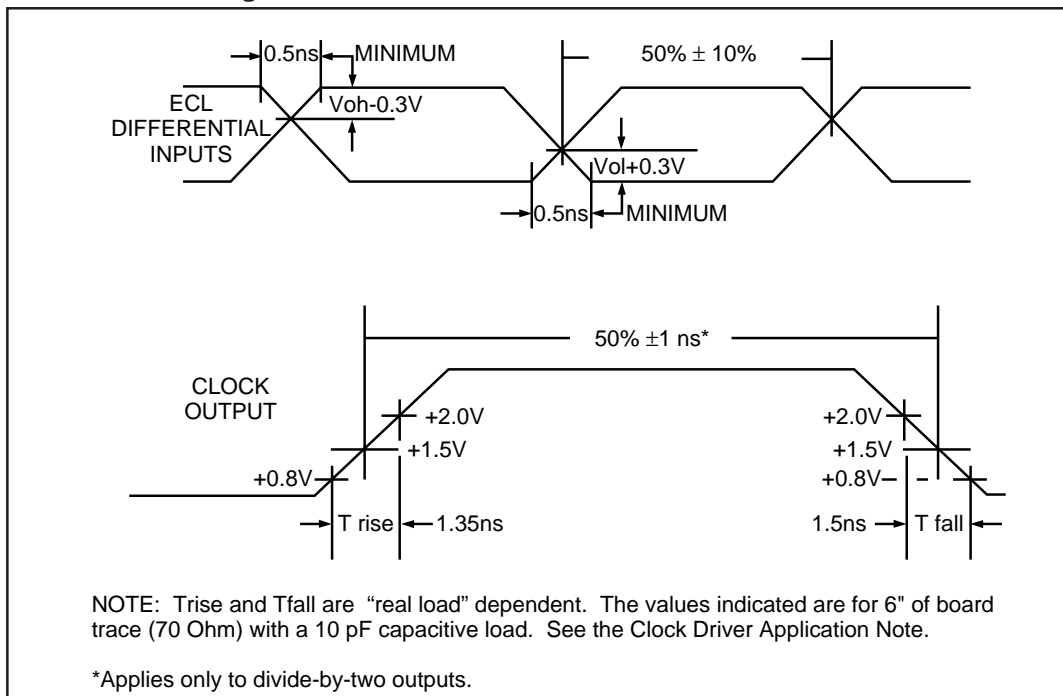 0.5ns
MINIMUM
50% ± 10%
ECL
DIFFERENTIAL
INPUTS
Voh-0.3V
Vol+0.3V
0.5ns
MINIMUM
50% ±1 ns*
CLOCK
OUTPUT
+2.0V
+1.5V
+0.8V
+2.0V
+1.5V
+0.8V
T rise
1.35ns
1.5ns
T fall
NOTE: Trise and Tfall are “real load” dependent. The values indicated are for 6" of board
trace (70 Ohm) with a 10 pF capacitive load. See the Clock Driver Application Note.
*Applies only to divide-by-two outputs.